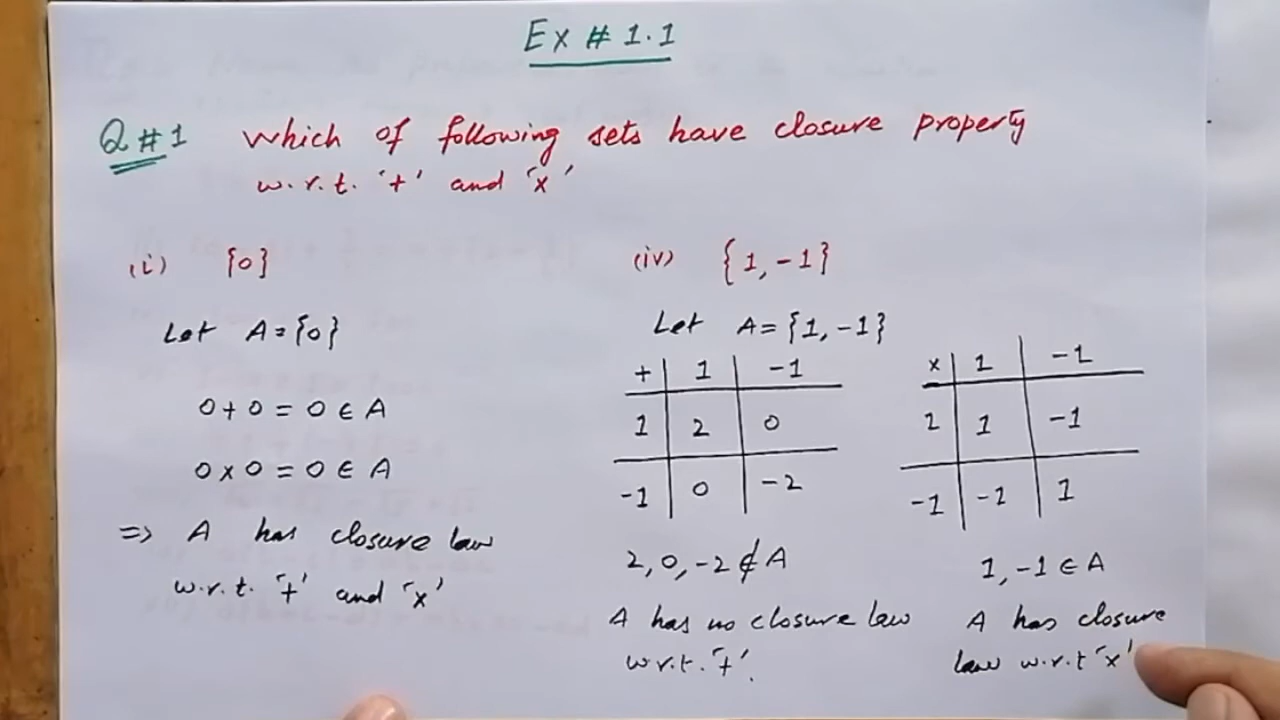 Ex # 1.1
Q#1 Which of following sets have closure property
w.r.t. '+' and 'x'
(i) {0}
Let A={0}
0+0=0 ∈ A
0x0=0 ∈ A
=> A has closure law
w.r.t. '+' and 'x'
(iv) {1,-1}
Let A={1,-1}
+ 1 -1
1 2 0
-1 0 -2
2,0,-2 ∉ A
A has no closure law
w.r.t. '+'.
x 1 -1
1 1 -1
-1 -1 1
1,-1 ∈ A
A has closure
law w.r.t 'x'